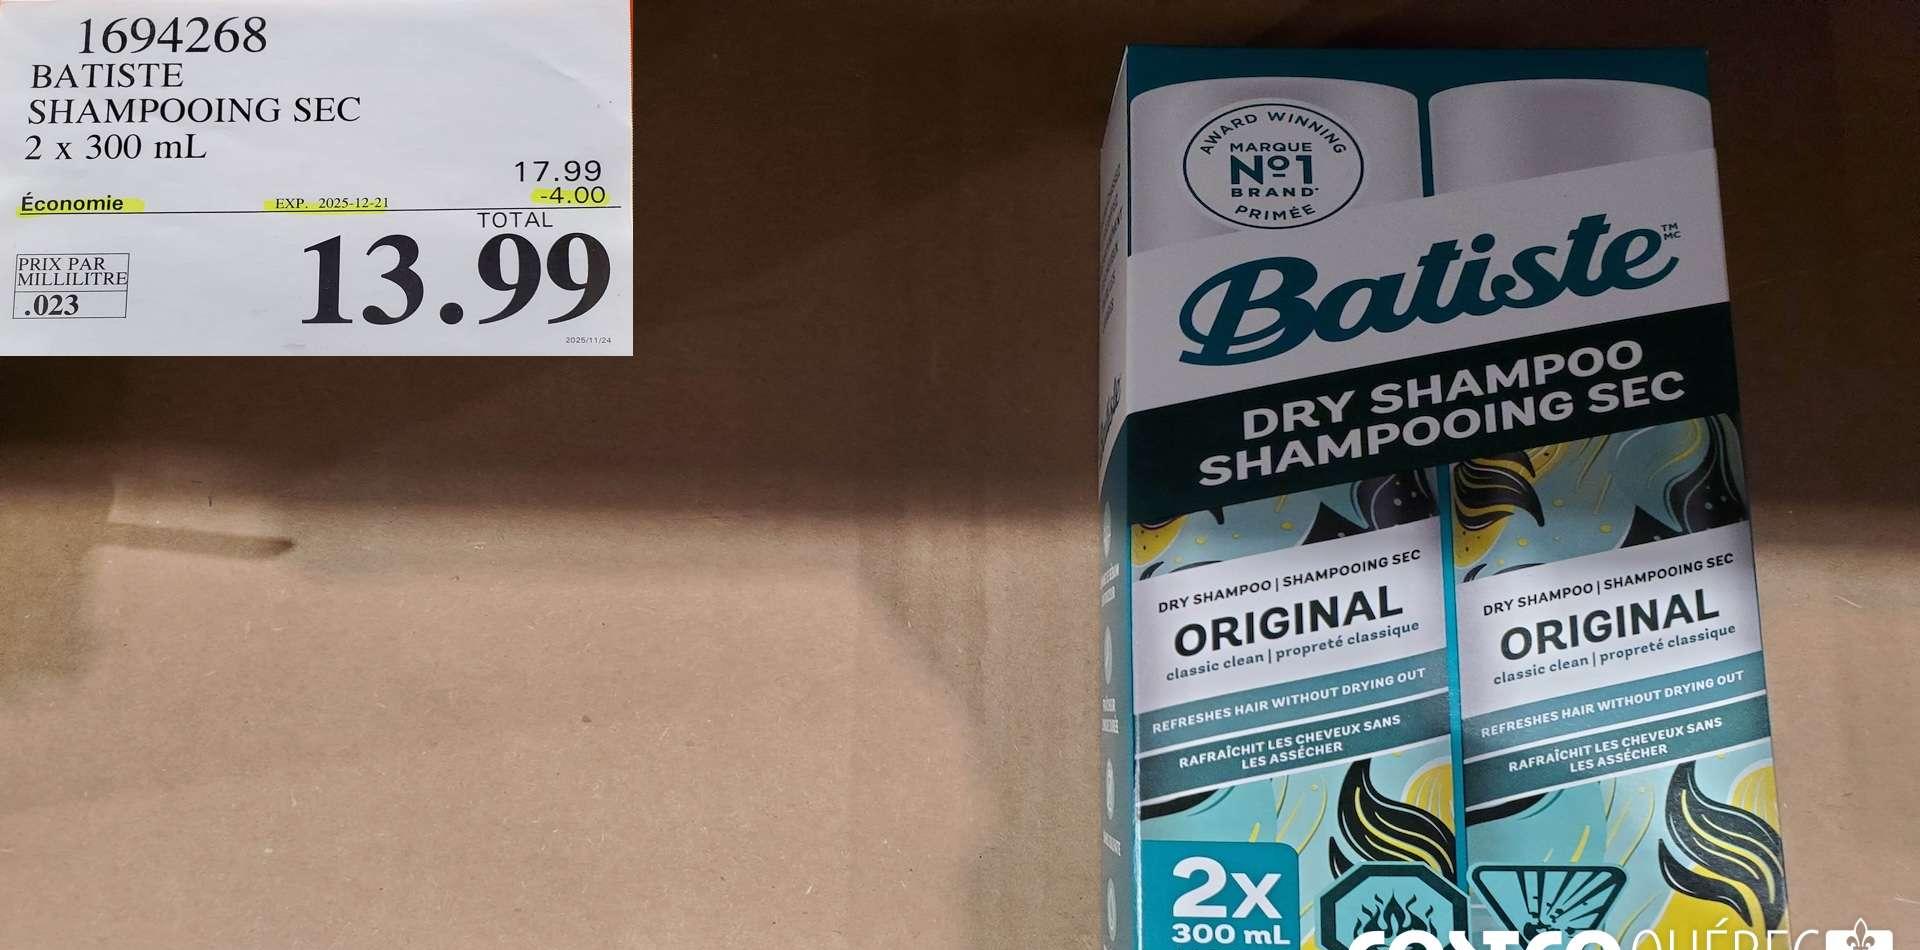 1694268
BATISTE
SHAMPOOING SEC
2 x 300 mL
17.99
Économie EXP. 2025-12-21 -4.00
TOTAL
13.99
PRIX PAR
MILLILITRE
.023
2025/11/24
AWARD WINNING
MARQUE
Nº1
BRAND
PRIMÉE
Batiste TM MC
DRY SHAMPOO
SHAMPOOING SEC
DRY SHAMPOO | SHAMPOOING SEC
ORIGINAL
classic clean | propreté classique
REFRESHES HAIR WITHOUT DRYING OUT
RAFRAÎCHIT LES CHEVEUX SANS
LES ASSÉCHER
DRY SHAMPOO | SHAMPOOING SEC
ORIGINAL
classic clean | propreté classique
REFRESHES HAIR WITHOUT DRYING OUT
RAFRAÎCHIT LES CHEVEUX SANS
LES ASSÉCHER
2x
300 mL
COSTCO QUÉBEC